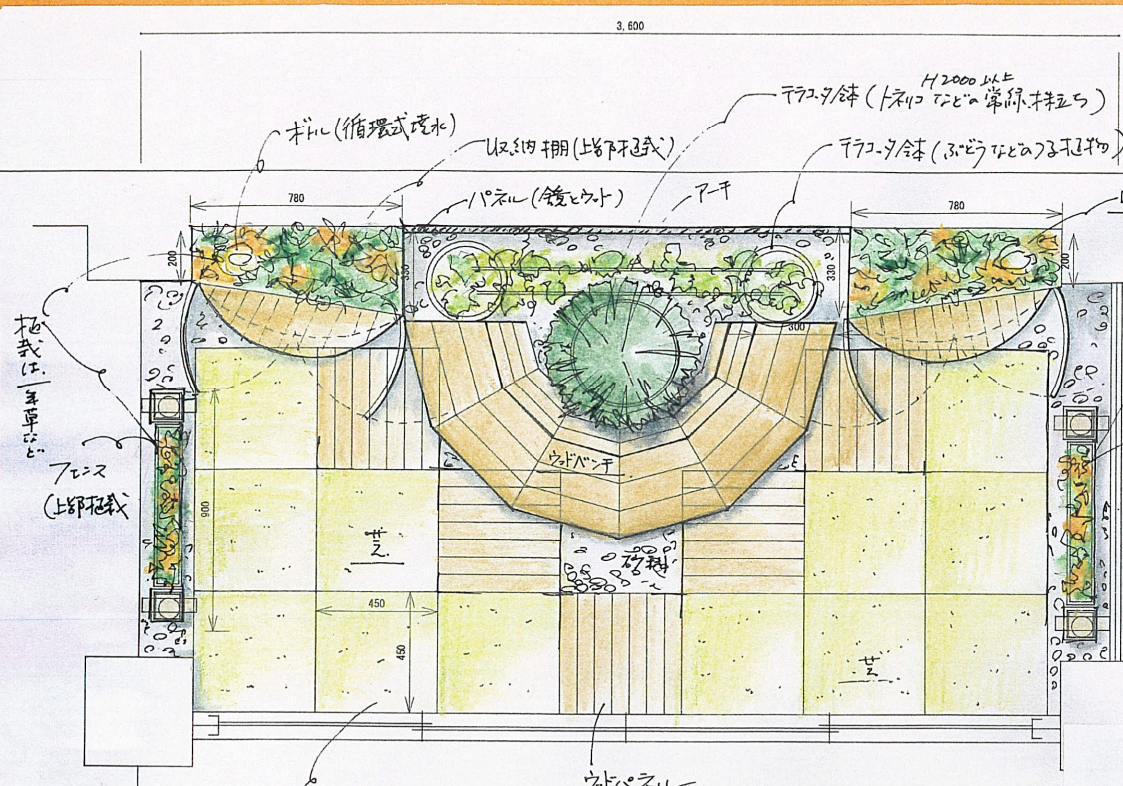 3,600
H2000以上
テラコッタ鉢(トネリコなどの常緑株立ち)
ボトル(循環式噴水)
収納棚(上部植栽)
テラコッタ鉢(ぶどうなどのつる植物)
パネル(鏡とウッド)
アーチ
780
780
200
330
330
200
300
植栽は一年草など
フェンス
(上部植栽
ウッドベンチ
900
芝
砂利
450
450
芝
ウッドパネル